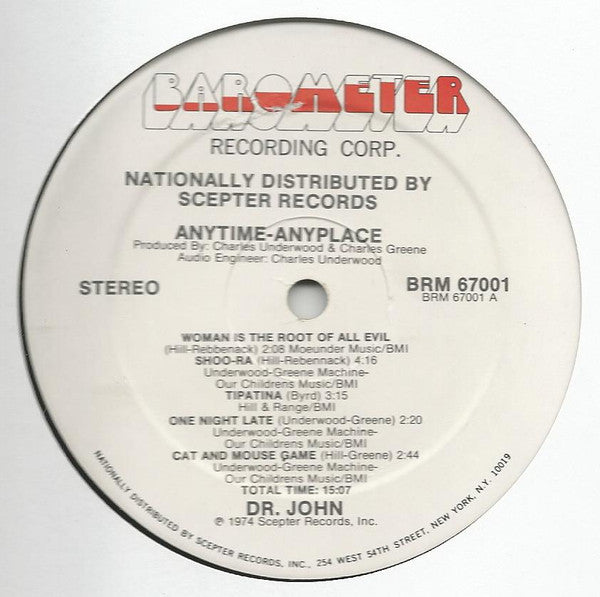 BAROMETER
RECORDING CORP.
NATIONALLY DISTRIBUTED BY
SCEPTER RECORDS
ANYTIME-ANYPLACE
Produced By: Charles Underwood & Charles Greene
Audio Engineer: Charles Underwood
STEREO
BRM 67001
BRM 67001 A
WOMAN IS THE ROOT OF ALL EVIL
(Hill-Rebbenack) 2:08 Moeunder Music/BMI
SHOO-RA (Hill-Rebennack) 4:16
Underwood-Greene Machine-
Our Childrens Music/BMI
TIPATINA (Byrd) 3:15
Hill & Range/BMI
ONE NIGHT LATE (Underwood-Greene) 2:20
Underwood-Greene Machine-
Our Childrens Music/BMI
CAT AND MOUSE GAME (Hill-Greene) 2:44
Underwood-Greene Machine-
Our Childrens Music/BMI
TOTAL TIME: 15:07
DR. JOHN
℗ 1974 Scepter Records, Inc.
NATIONALLY DISTRIBUTED BY SCEPTER RECORDS, INC., 254 WEST 54TH STREET, NEW YORK, N.Y. 10019